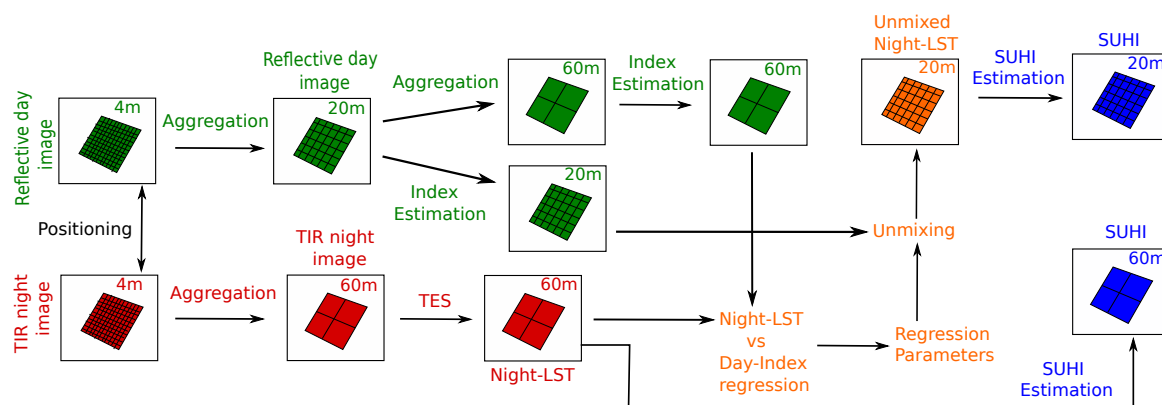 Reflective day
image
4m
Aggregation
Reflective day
image
20m
Aggregation
60m
Index
Estimation
60m
Index
Estimation
20m
Unmixed
Night-LST
20m
SUHI
Estimation
SUHI
20m
Positioning
Unmixing
TIR night
image
4m
Aggregation
TIR night
image
60m
TES
60m
Night-LST
Night-LST
vs
Day-Index
regression
Regression
Parameters
SUHI
60m
SUHI
Estimation